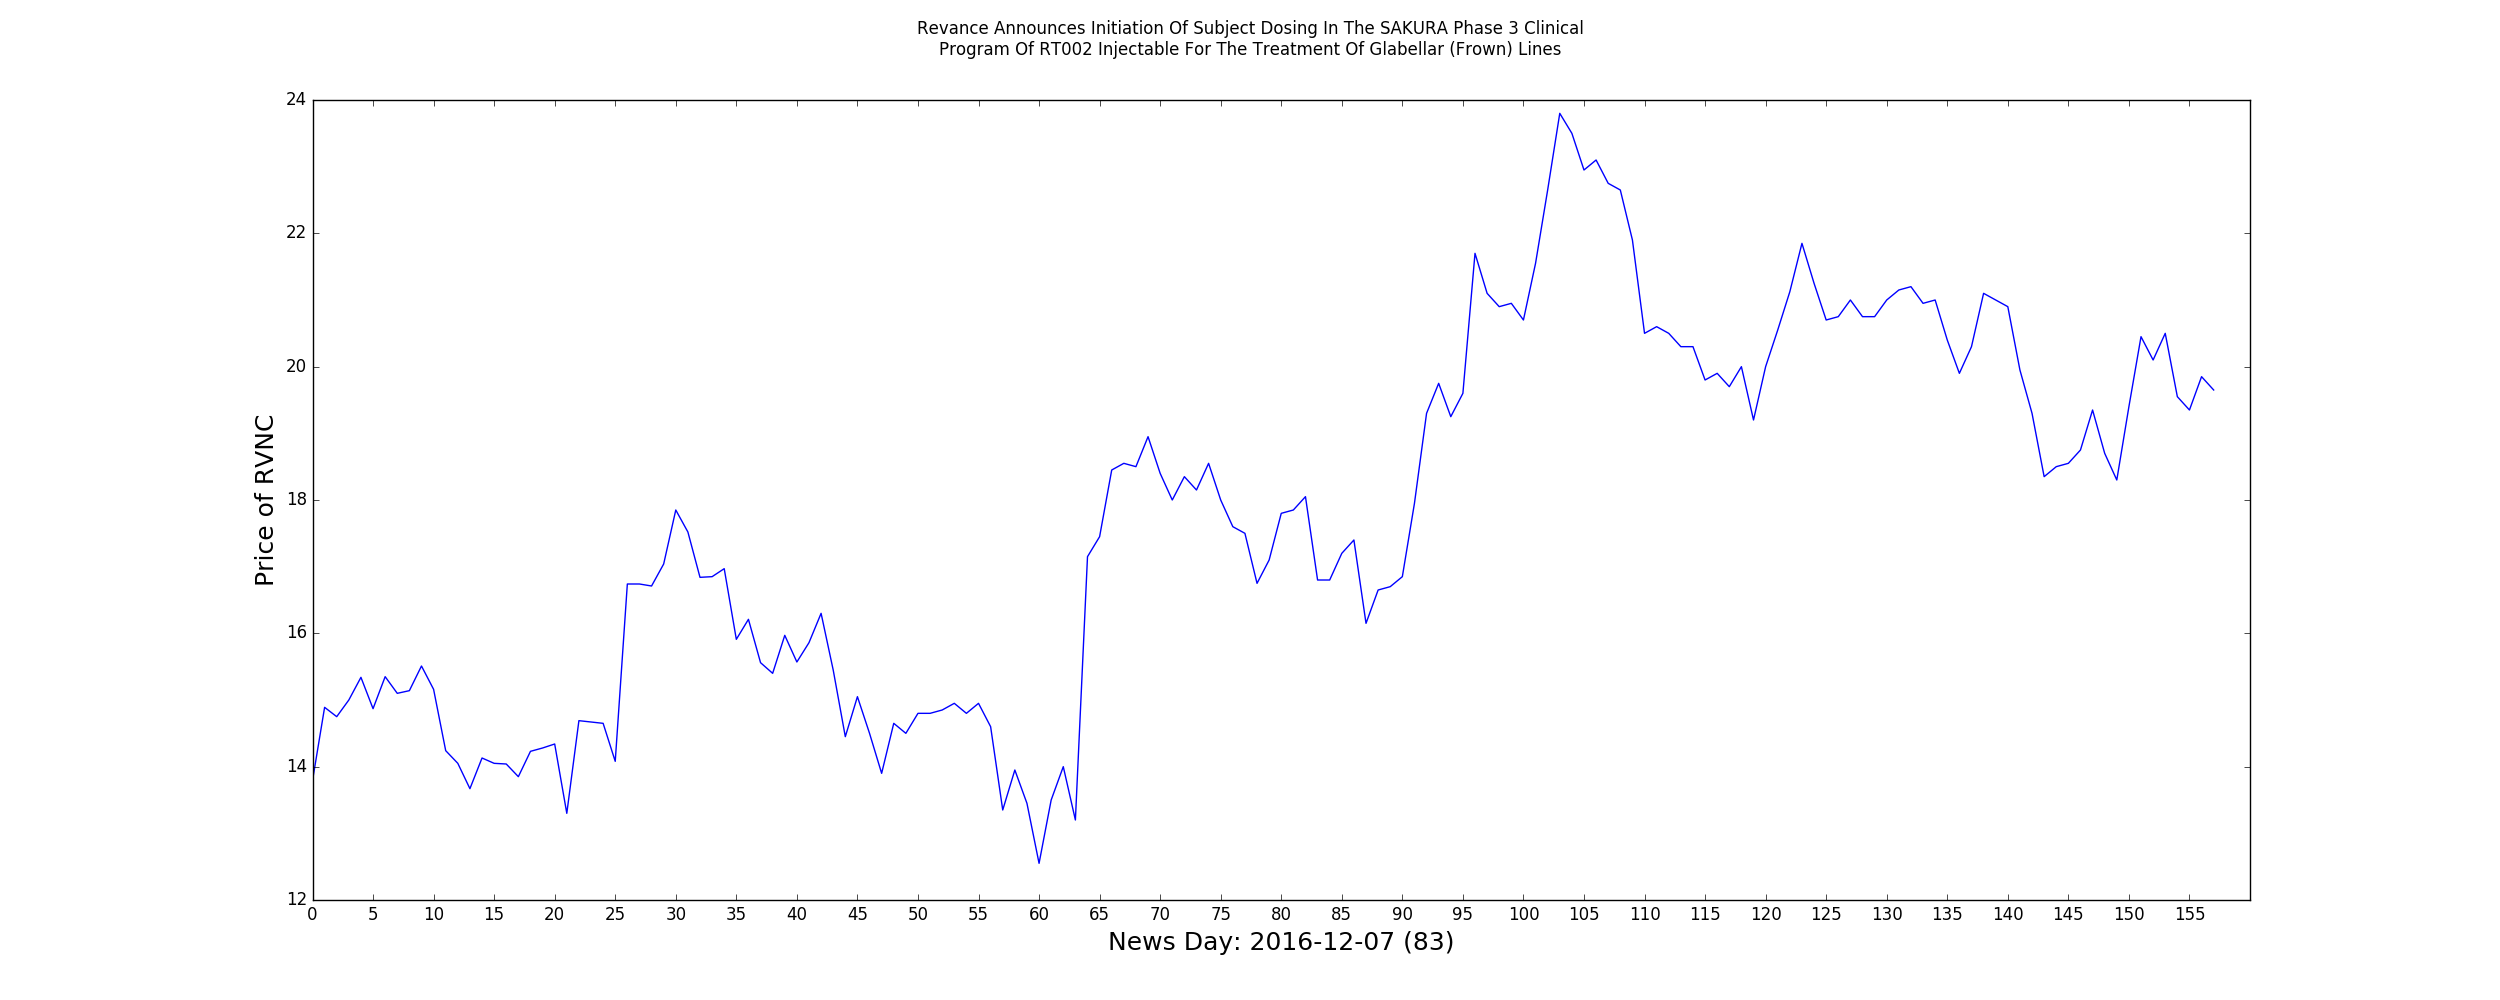 Revance Announces Initiation Of Subject Dosing In The SAKURA Phase 3 Clinical
Program Of RT002 Injectable For The Treatment Of Glabellar (Frown) Lines
24
22
20
18
16
14
12
Price of RVNC
0 5 10 15 20 25 30 35 40 45 50 55 60 65 70 75 80 85 90 95 100 105 110 115 120 125 130 135 140 145 150 155
News Day: 2016-12-07 (83)